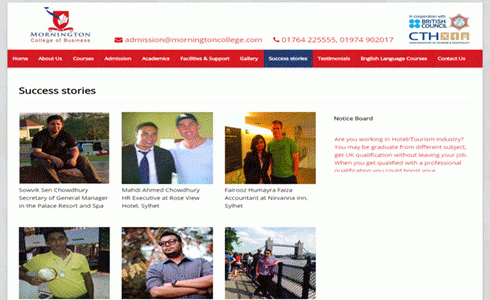 MORNINGTON
College of Business
admission@morningtoncollege.com
01764 225555, 01974 902017
In cooperation with
BRITISH
COUNCIL
CTH
Home
About Us
Courses
Admission
Academics
Facilities & Support
Gallery
Success stories
Testimonials
English Language Courses
Contact Us
Success stories
Sowvik Sen Chowdhury
Secretary of General Manager
in the Palace Resort and Spa
Mahdi Ahmed Chowdhury
HR Executive at Rose View
Hotel, Sylhet
Fairooz Humayra Faiza
Accountant at Nirvanna Inn,
Sylhet
Notice Board
Are you working in Hotel/Tourism industry?
You may be graduate from different subject,
get UK qualification without leaving your job.
When you get qualified with a professional
qualification you could boost your